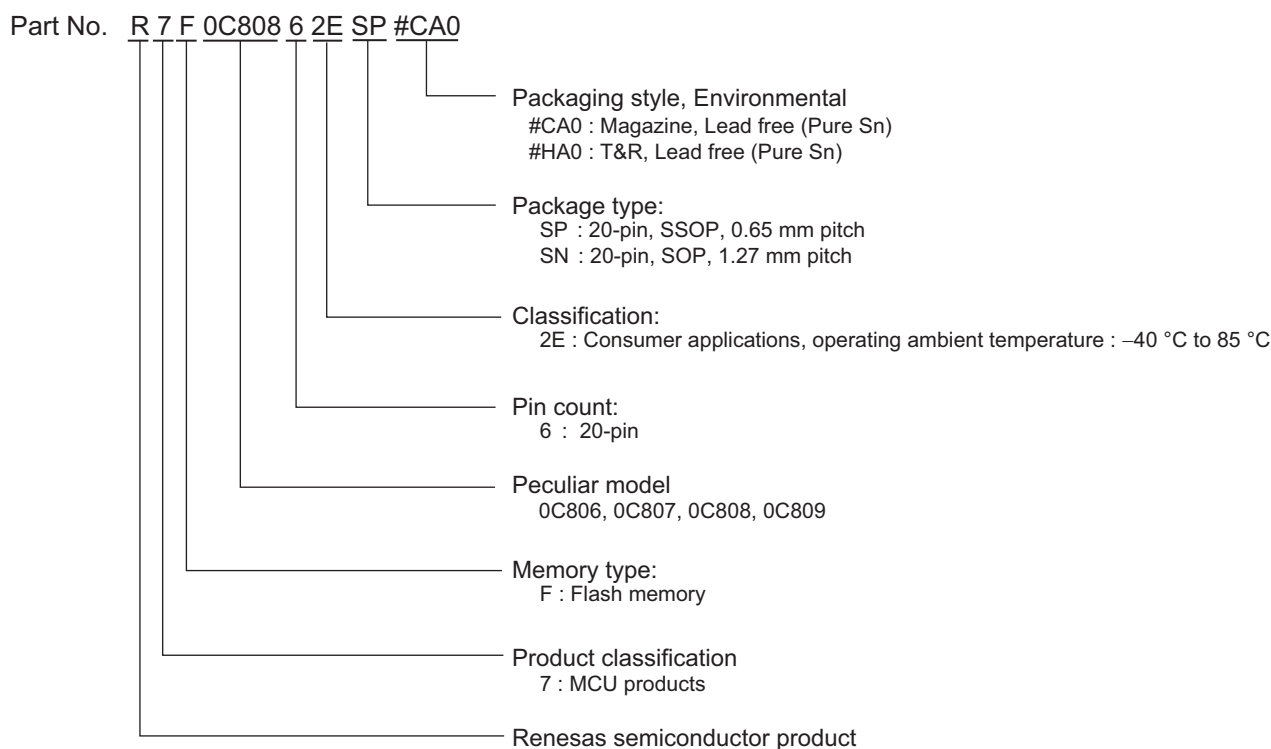 Part No. R 7 F 0C808 6 2E SP #CA0
Packaging style, Environmental
#CA0 : Magazine, Lead free (Pure Sn)
#HA0 : T&R, Lead free (Pure Sn)
Package type:
SP : 20-pin, SSOP, 0.65 mm pitch
SN : 20-pin, SOP, 1.27 mm pitch
Classification:
2E : Consumer applications, operating ambient temperature : −40 °C to 85 °C
Pin count:
6 : 20-pin
Peculiar model
0C806, 0C807, 0C808, 0C809
Memory type:
F : Flash memory
Product classification
7 : MCU products
Renesas semiconductor product